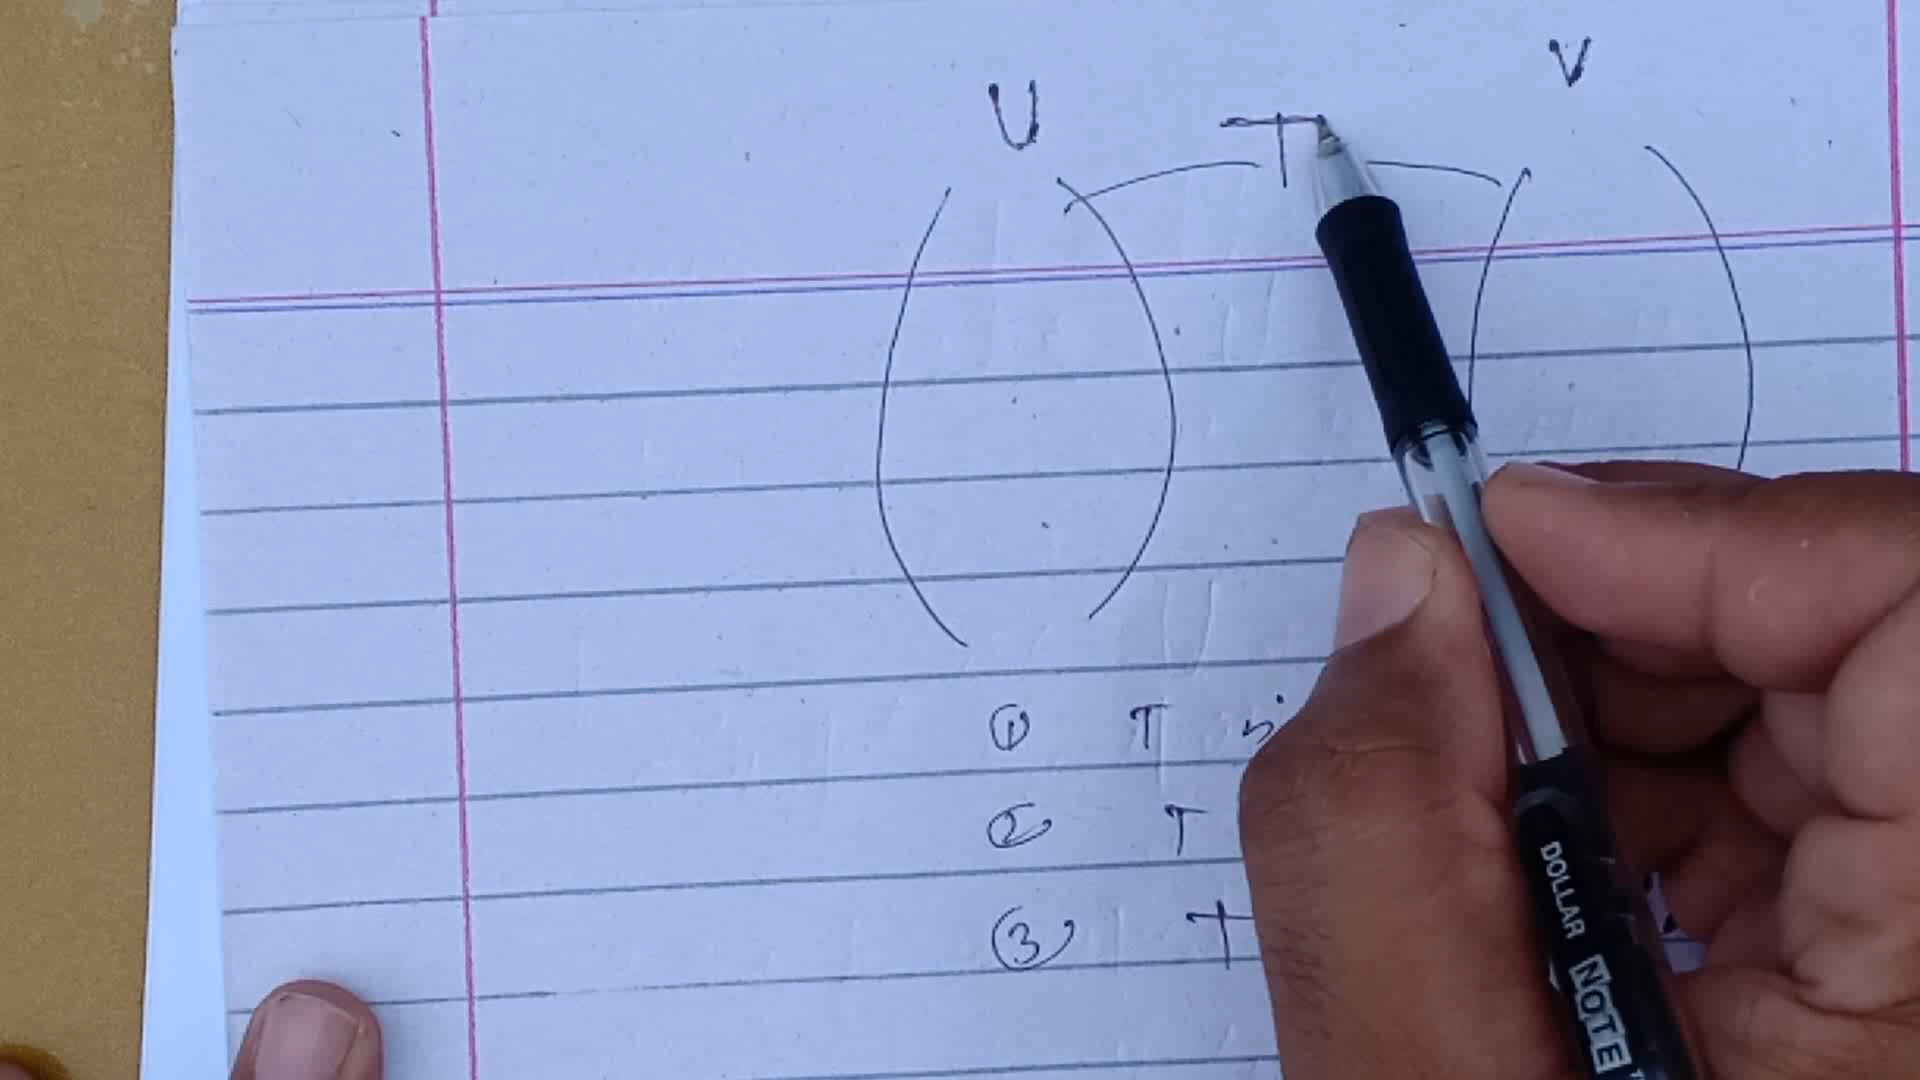 U T V
① T
② T
③ T
DOLLAR NOTE